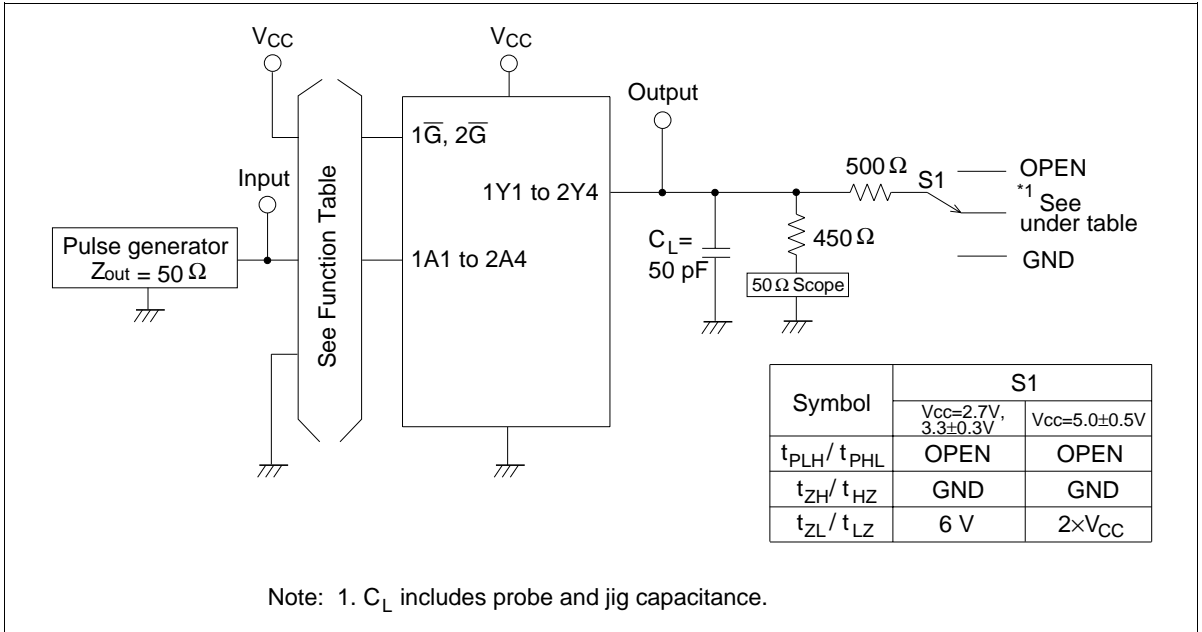 VCC
VCC
Output
1G, 2G
500 Ω
S1
OPEN
*1 See
under table
GND
Input
See Function Table
1Y1 to 2Y4
Pulse generator
Zout = 50 Ω
1A1 to 2A4
CL=
50 pF
450 Ω
50 Ω Scope
Symbol
S1
Vcc=2.7V,
3.3±0.3V
Vcc=5.0±0.5V
tPLH / tPHL OPEN OPEN
tZH / tHZ GND GND
tZL / tLZ 6 V 2×VCC
Note: 1. CL includes probe and jig capacitance.